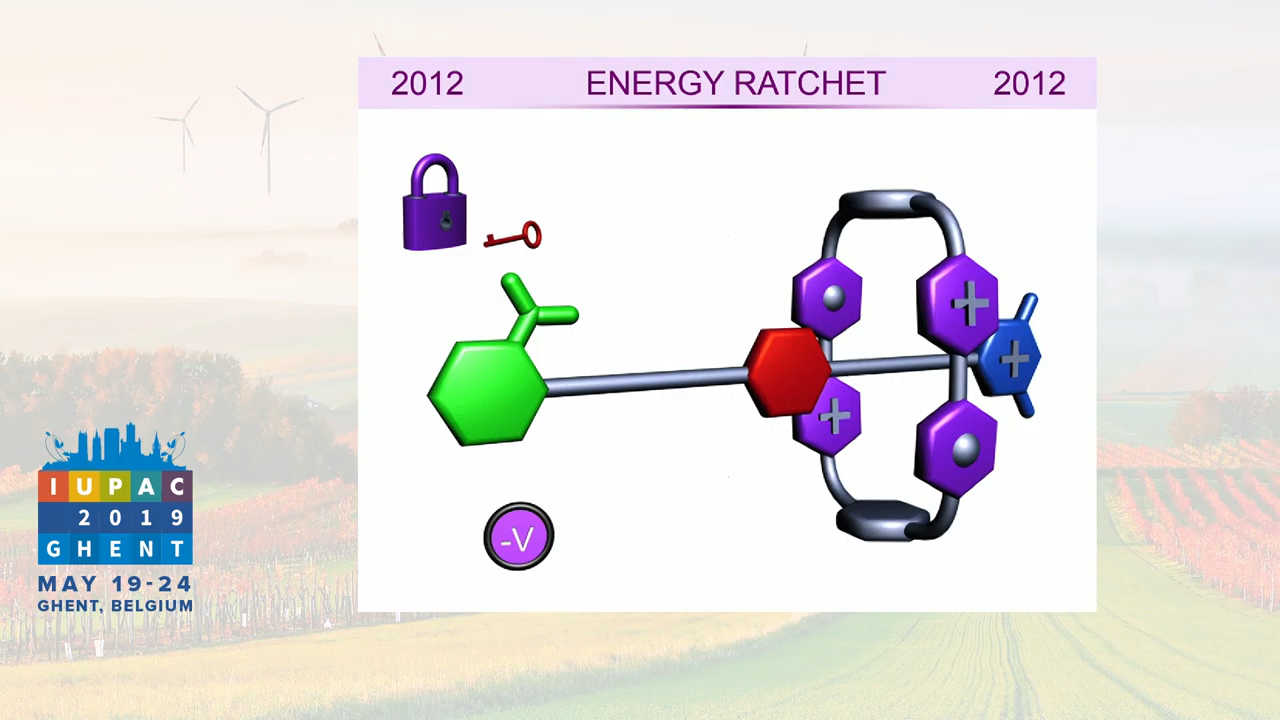 2012 ENERGY RATCHET 2012
-V
IUPAC
2019
GHENT
MAY 19-24
GHENT, BELGIUM